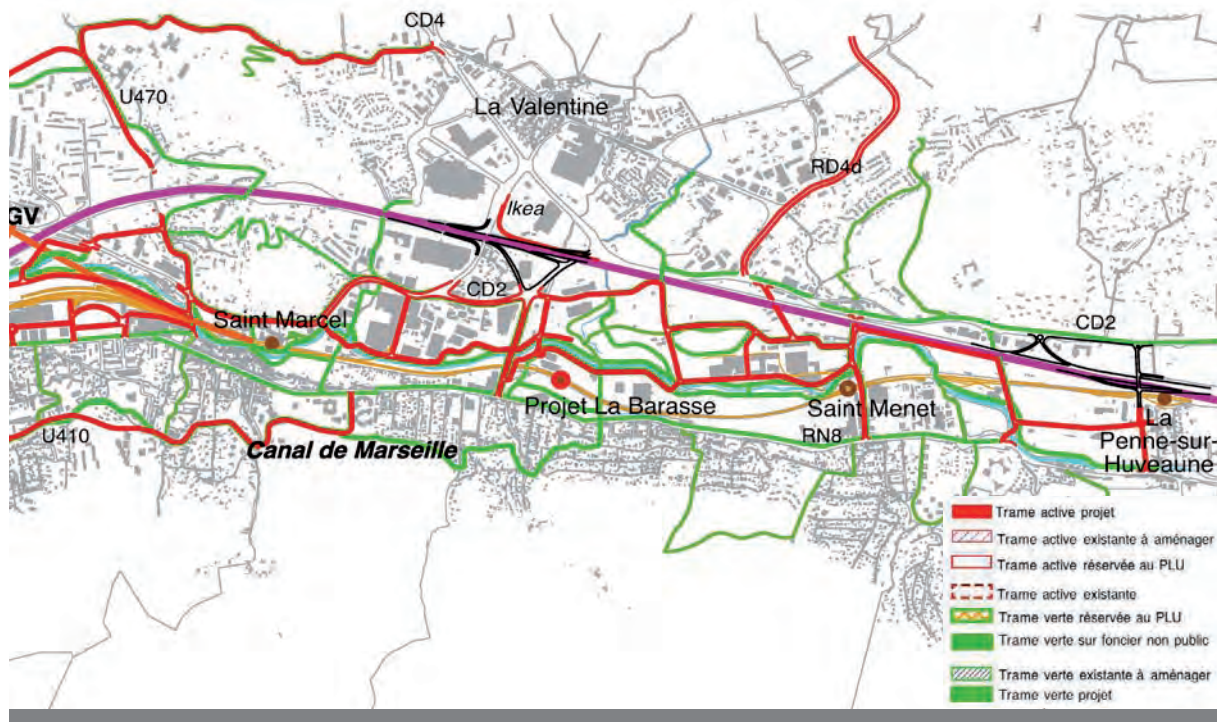 CD4
U470
La Valentine
RD4d
GV
Ikea
CD2
Saint Marcel
CD2
Projet La Barasse
Saint Menet
RN8
La
Penne-sur-
Huveaune
U410
Canal de Marseille
Trame active projet
Trame active existante à aménager
Trame active réservée au PLU
Trame active existante
Trame verte réservée au PLU
Trame verte sur foncier non public
Trame verte existante à aménager
Trame verte projet